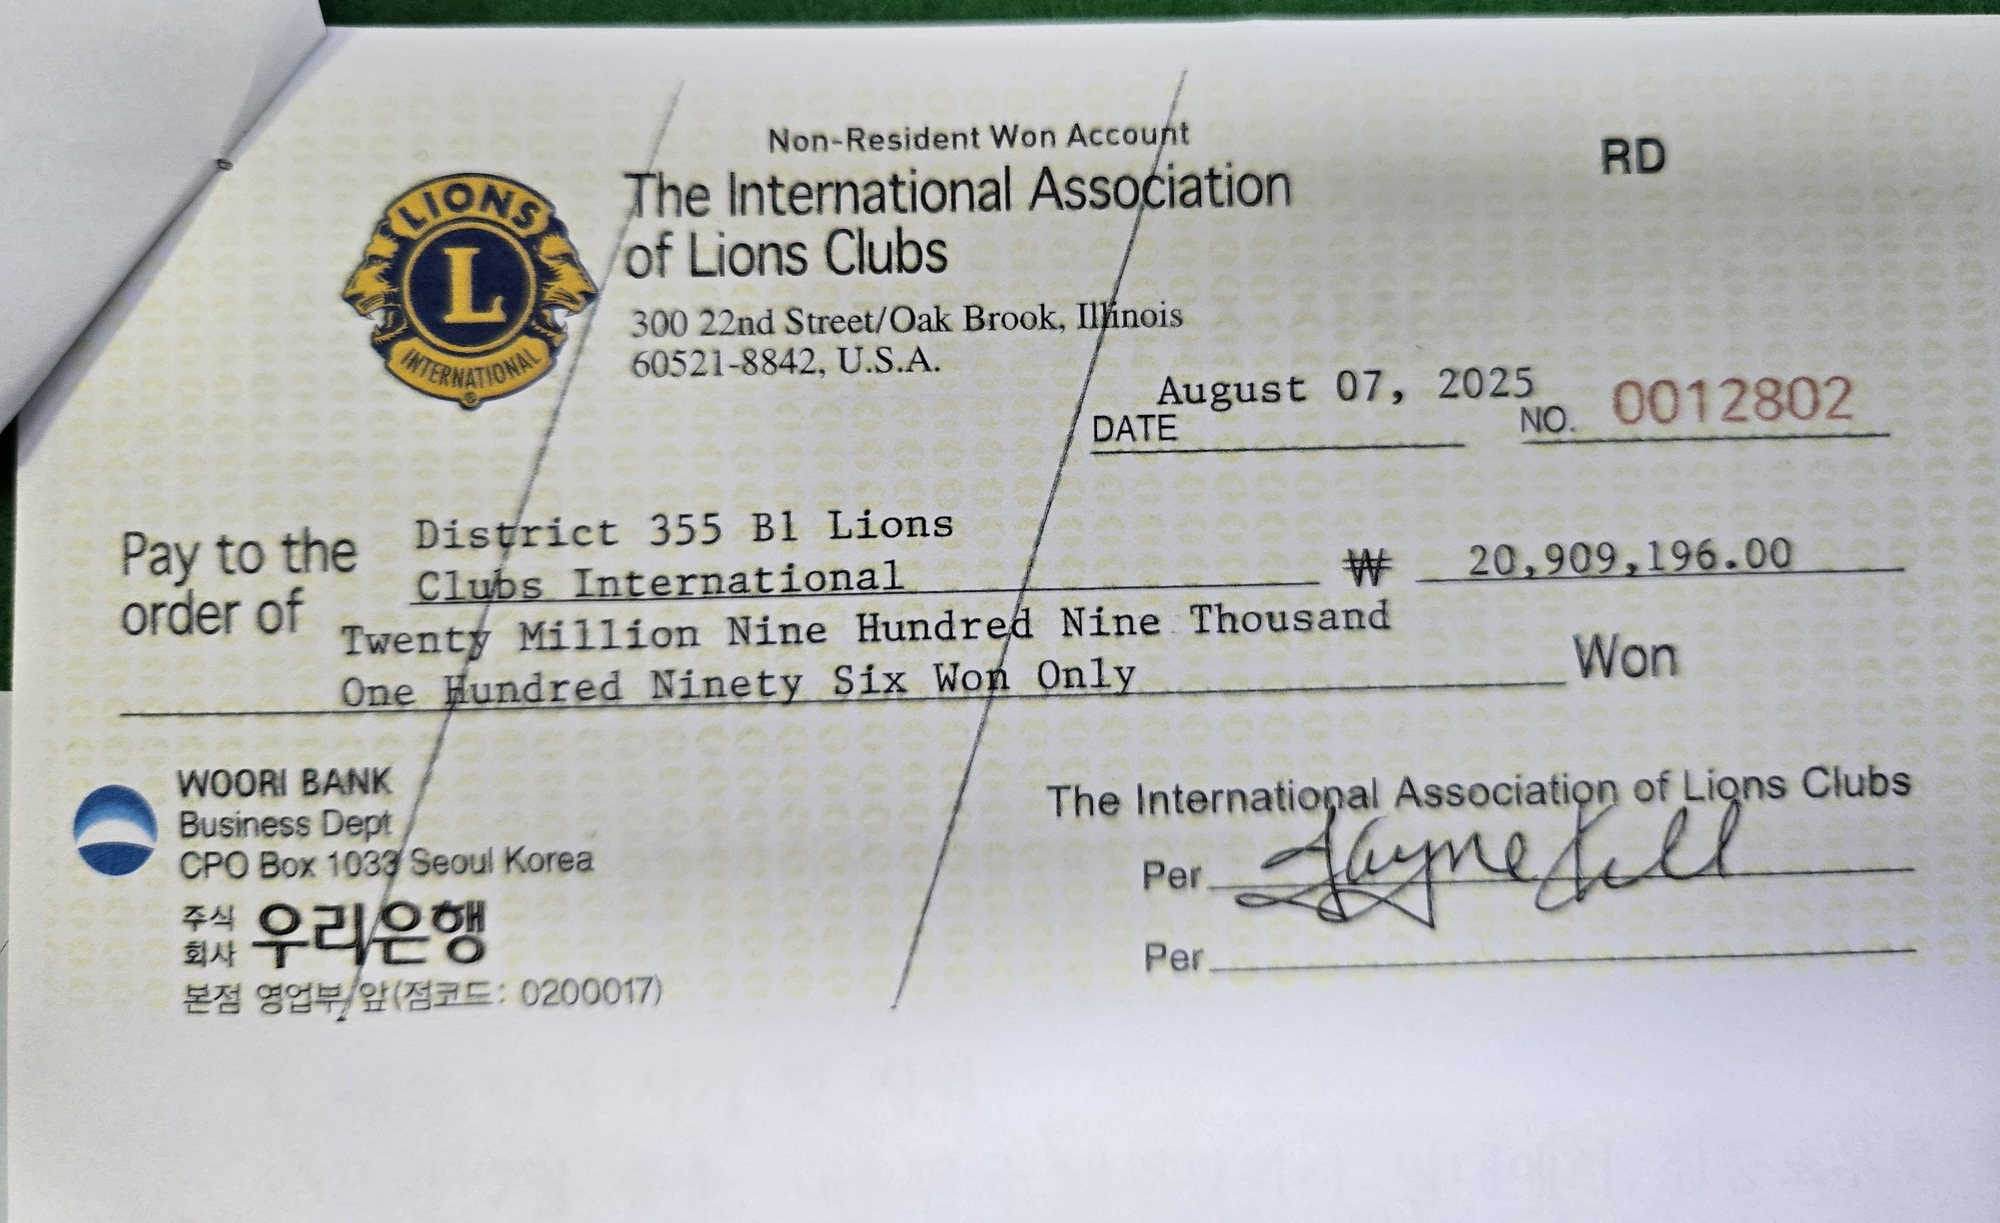 Non-Resident Won Account
RD
LIONS
L
INTERNATIONAL
®
The International Association
of Lions Clubs
300 22nd Street/Oak Brook, Illinois
60521-8842, U.S.A.
August 07, 2025
DATE
NO. 0012802
Pay to the
order of
District 355 B1 Lions
Clubs International
₩ 20,909,196.00
Twenty Million Nine Hundred Nine Thousand
One Hundred Ninety Six Won Only
Won
WOORI BANK
Business Dept
CPO Box 1033 Seoul Korea
주식
회사
우리은행
본점 영업부 앞(점코드: 0200017)
The International Association of Lions Clubs
Per
Per